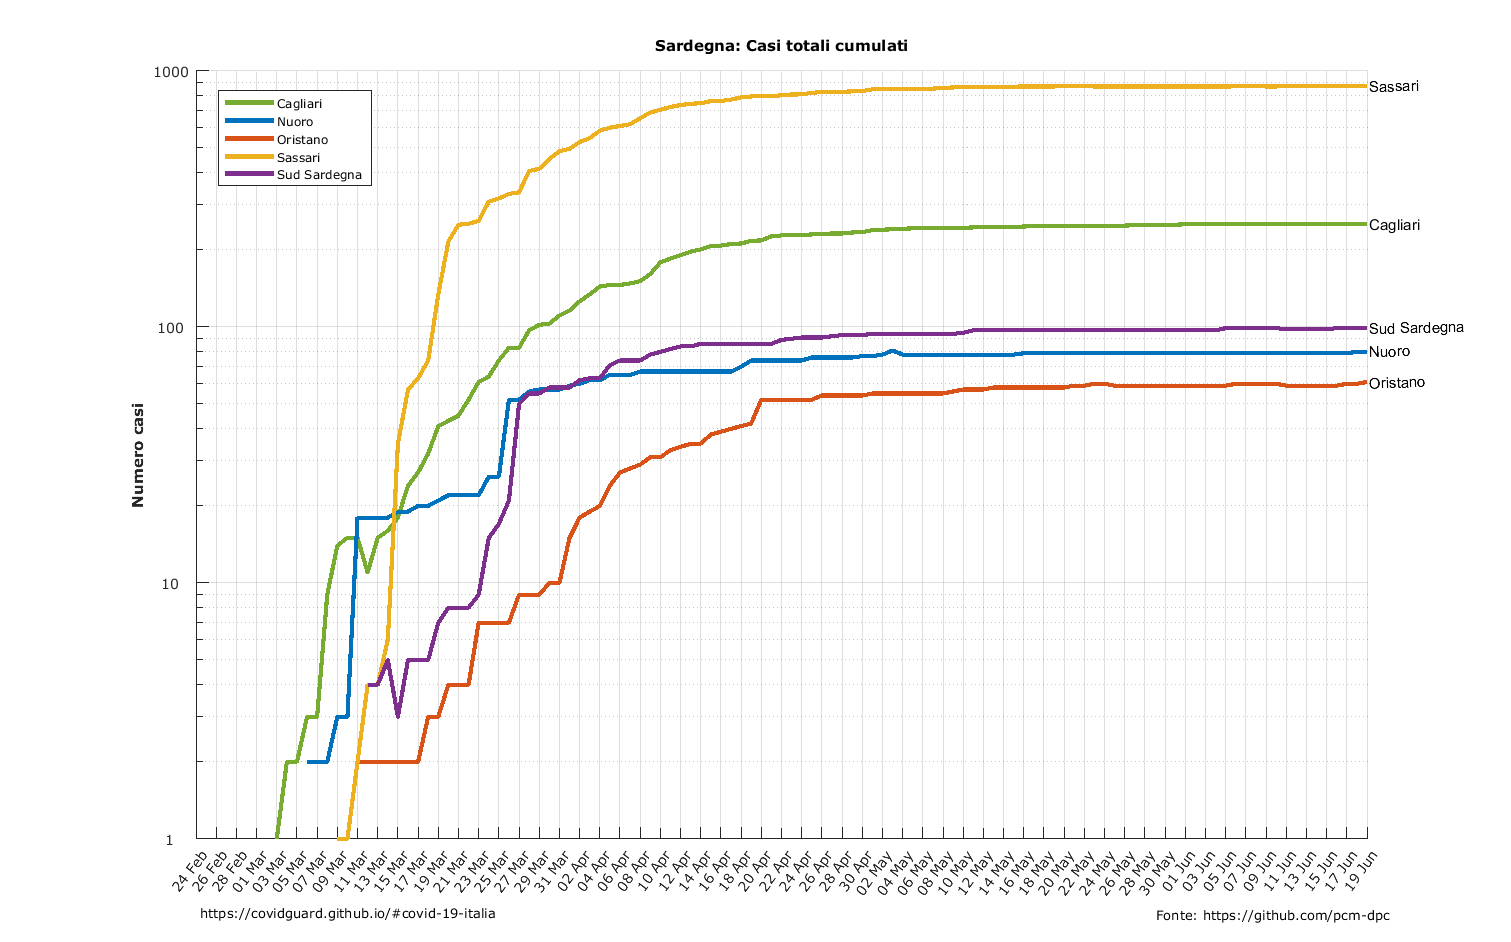 Sardegna: Casi totali cumulati
1000
100
10
1
Numero casi
Cagliari
Nuoro
Oristano
Sassari
Sud Sardegna
Sassari
Cagliari
Sud Sardegna
Nuoro
Oristano
24 Feb
26 Feb
28 Feb
01 Mar
03 Mar
05 Mar
07 Mar
09 Mar
11 Mar
13 Mar
15 Mar
17 Mar
19 Mar
21 Mar
23 Mar
25 Mar
27 Mar
29 Mar
31 Mar
02 Apr
04 Apr
06 Apr
08 Apr
10 Apr
12 Apr
14 Apr
16 Apr
18 Apr
20 Apr
22 Apr
24 Apr
26 Apr
28 Apr
30 Apr
02 May
04 May
06 May
08 May
10 May
12 May
14 May
16 May
18 May
20 May
22 May
24 May
26 May
28 May
30 May
01 Jun
03 Jun
05 Jun
07 Jun
09 Jun
11 Jun
13 Jun
15 Jun
17 Jun
19 Jun
https://covidguard.github.io/#covid-19-italia
Fonte: https://github.com/pcm-dpc